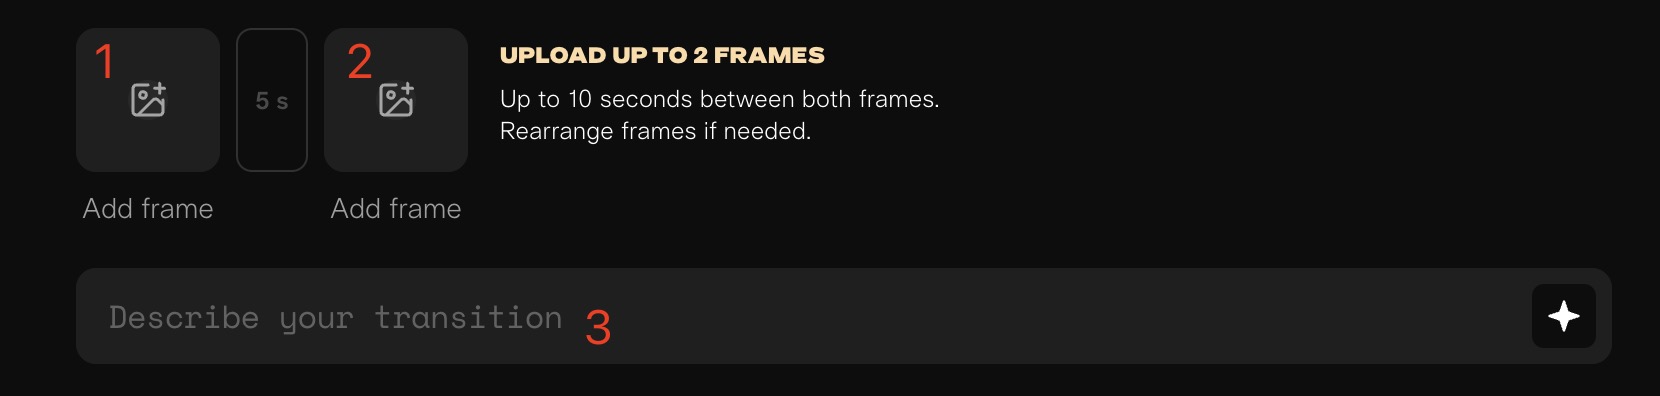 1
5 s
2
UPLOAD UP TO 2 FRAMES
Up to 10 seconds between both frames.
Rearrange frames if needed.
Add frame
Add frame
Describe your transition
3